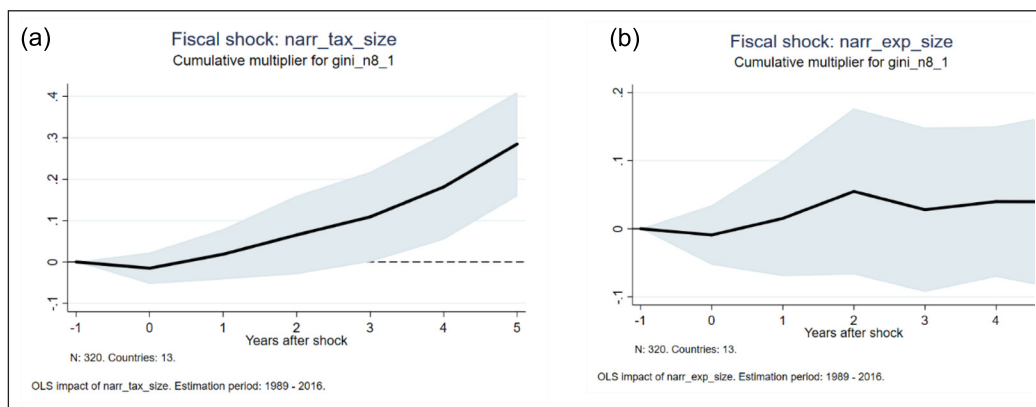 (a)
Fiscal shock: narr_tax_size
Cumulative multiplier for gini_n8_1
.4
.3
.2
.1
0
-.1
-1 0 1 2 3 4 5
Years after shock
N: 320. Countries: 13.
OLS impact of narr_tax_size. Estimation period: 1989 - 2016.
(b)
Fiscal shock: narr_exp_size
Cumulative multiplier for gini_n8_1
.2
.1
0
-.1
-1 0 1 2 3 4
Years after shock
N: 320. Countries: 13.
OLS impact of narr_exp_size. Estimation period: 1989 - 2016.